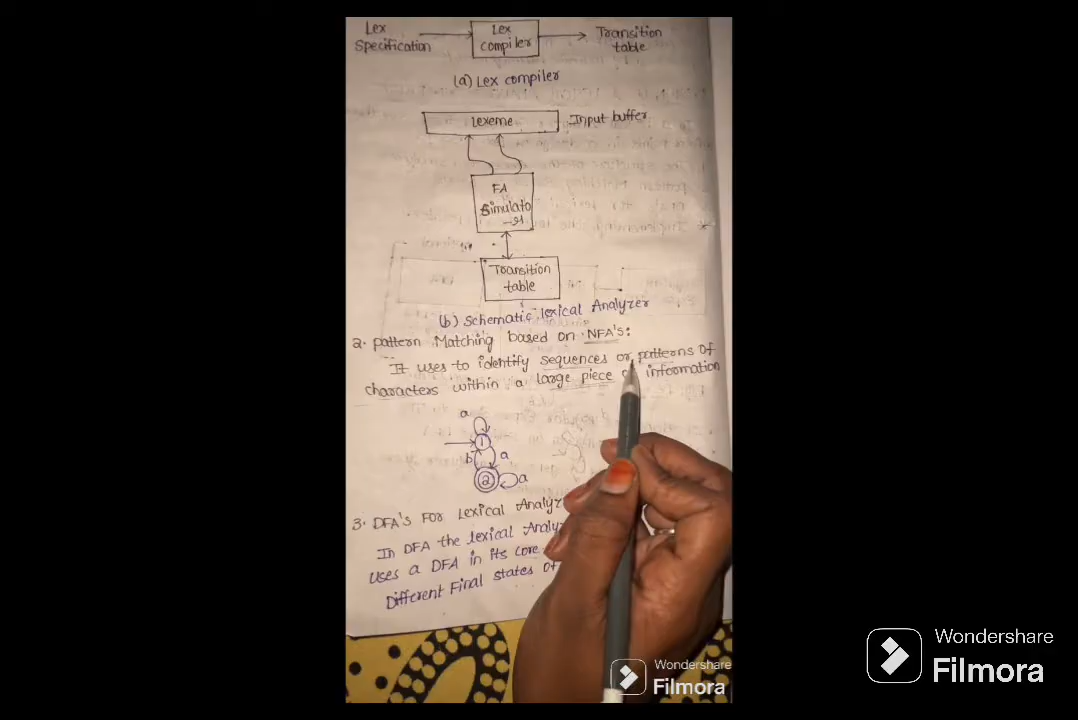 Lex Specification
Lex compiler
Transition table
(a) Lex compiler
Lexeme
Input buffer
FA
Simulato
-r
Transition
table
(b) Schematic lexical Analyzer
2. pattern Matching based on NFA's:
It uses to identify sequences or patterns of
characters within a large piece of information
a
1
b a
2 a
3. DFA's FOR Lexical
In DFA the lexical
uses a DFA in its core
Different Final states of
Wondershare
Filmora
Wondershare
Filmora